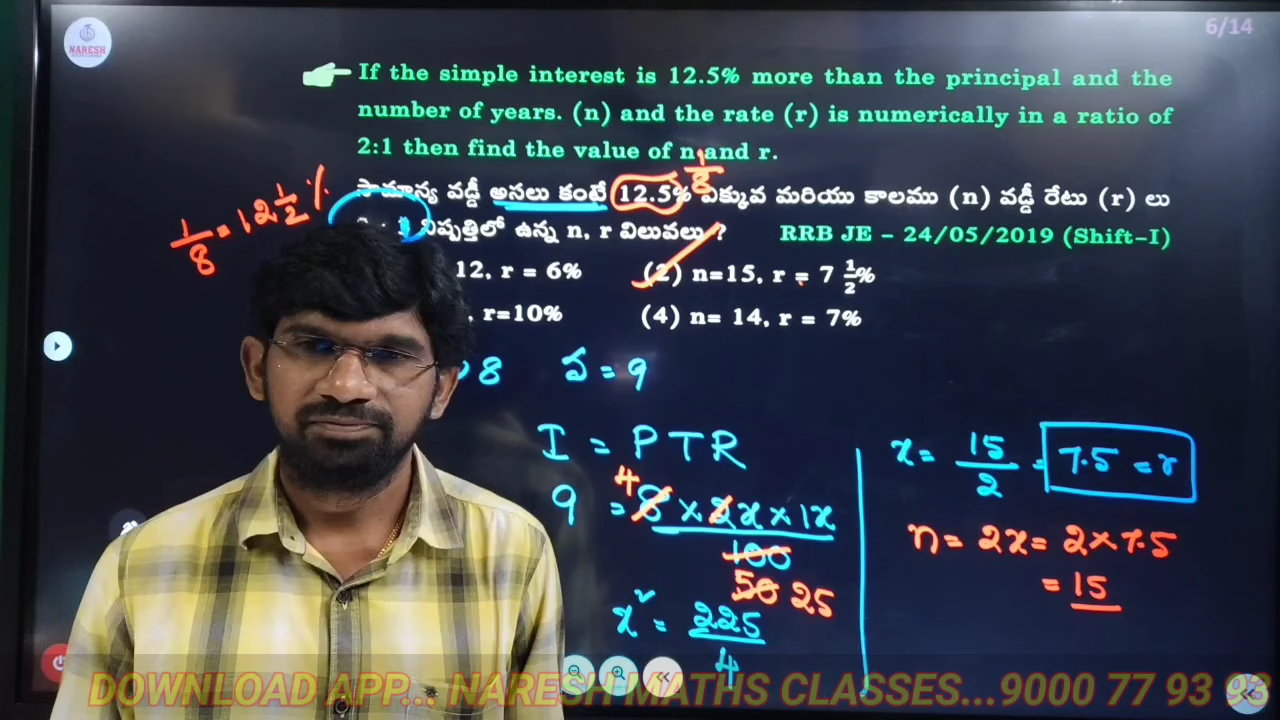 6/14
NARESH
If the simple interest is 12.5% more than the principal and the
number of years. (n) and the rate (r) is numerically in a ratio of
2:1 then find the value of n and r.
1/8
సామాన్య వడ్డీ అసలు కంటే 12.5% ఎక్కువ మరియు కాలము (n) వడ్డీ రేటు (r) లు
1/8 = 12 1/2 %
నిష్పత్తిలో ఉన్న n, r విలువలు ? RRB JE - 24/05/2019 (Shift-I)
12, r = 6% (2) n=15, r = 7 1/2%
, r=10% (4) n= 14, r = 7%
8 వ = 9
I = PTR
4
9 = 8 × 2x × 1x
100
50 25
x² = 225
4
x = 15/2 = 7.5 = r
n = 2x = 2 × 7.5
= 15
DOWNLOAD APP... NARESH MATHS CLASSES...9000 77 93 93